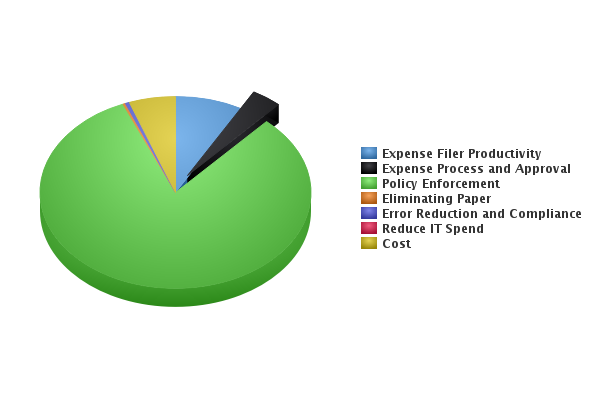 Expense Filer Productivity
Expense Process and Approval
Policy Enforcement
Eliminating Paper
Error Reduction and Compliance
Reduce IT Spend
Cost